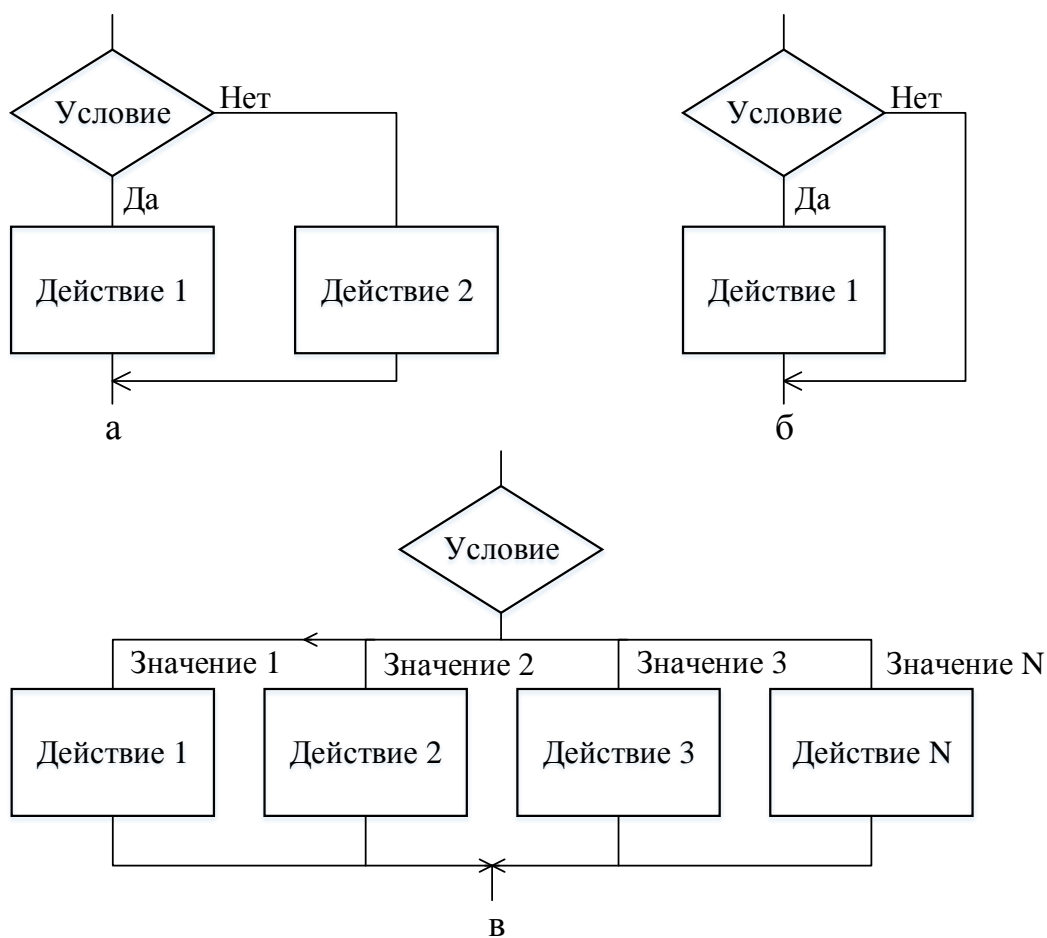 Условие
Нет
Да
Действие 1
Действие 2
а
Условие
Нет
Да
Действие 1
б
Условие
Значение 1
Значение 2
Значение 3
Значение N
Действие 1
Действие 2
Действие 3
Действие N
в